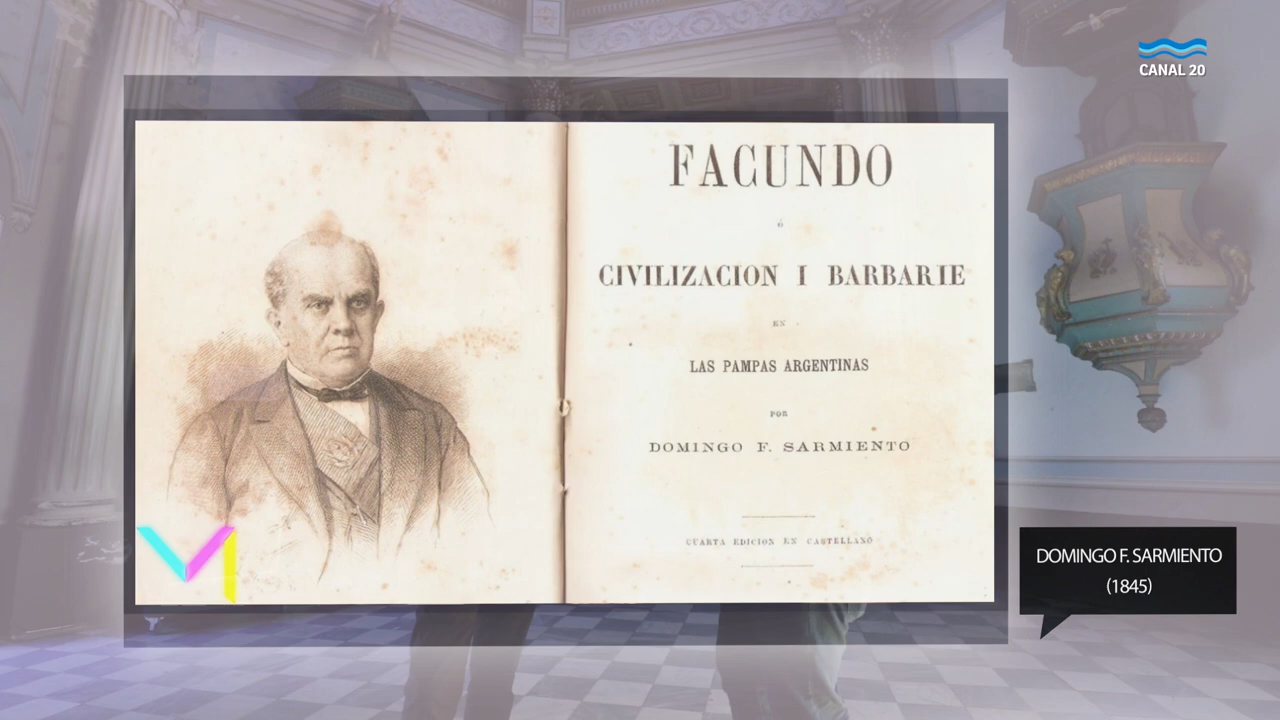 CANAL 20
FACUNDO
ó
CIVILIZACION I BARBARIE
EN
LAS PAMPAS ARGENTINAS
POR
DOMINGO F. SARMIENTO
CUARTA EDICION EN CASTELLANO
DOMINGO F. SARMIENTO
(1845)